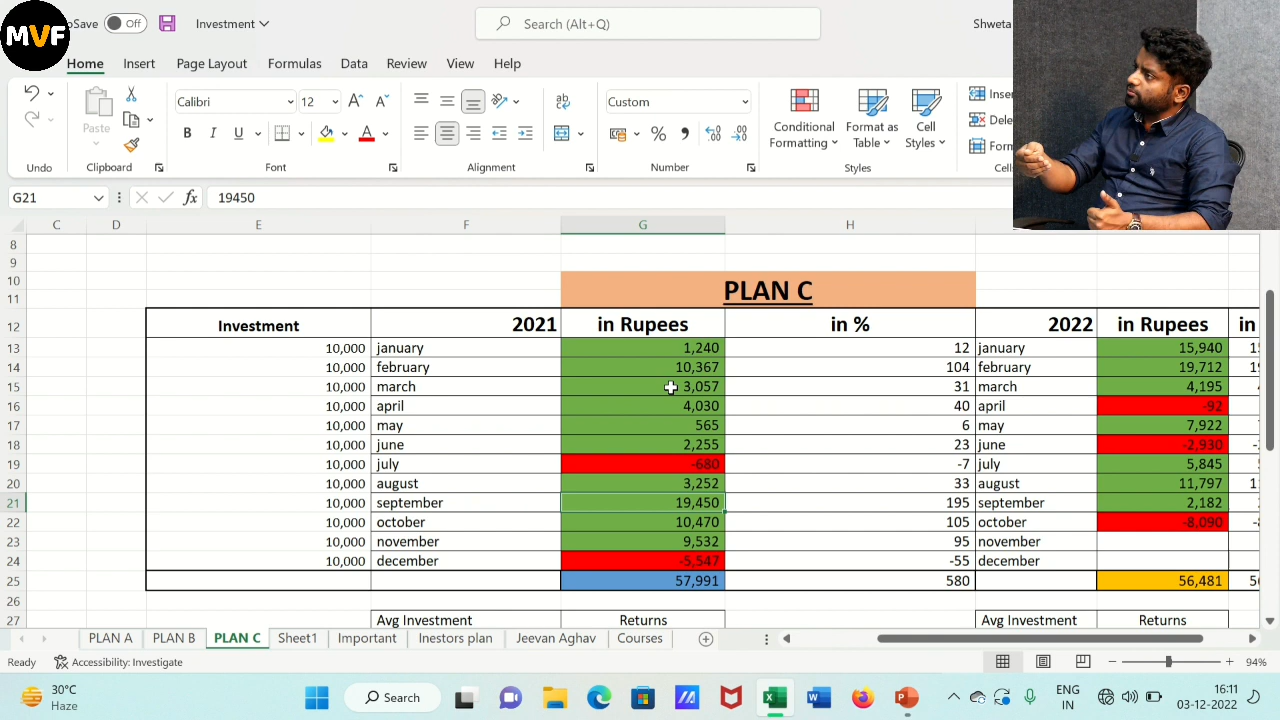 MVF
Save Off Investment Search (Alt+Q) Shweta
Home Insert Page Layout Formulas Data Review View Help
Calibri 12 ab Custom
Paste B I U A % Conditional Formatting Format as Table Cell Styles
Undo Clipboard Font Alignment Number Styles
G21 fx 19450
C D E F G H
8
9
10 PLAN C
11
12 Investment 2021 in Rupees in % 2022 in Rupees in
13 10,000 january 1,240 12 january 15,940
14 10,000 february 10,367 104 february 19,712
15 10,000 march 3,057 31 march 4,195
16 10,000 april 4,030 40 april -92
17 10,000 may 565 6 may 7,922
18 10,000 june 2,255 23 june -2,930
19 10,000 july -680 -7 july 5,845
20 10,000 august 3,252 33 august 11,797
21 10,000 september 19,450 195 september 2,182
22 10,000 october 10,470 105 october -8,090
23 10,000 november 9,532 95 november
24 10,000 december -5,547 -55 december
25 57,991 580 56,481
26
27 Avg Investment Returns Avg Investment Returns
PLAN A PLAN B PLAN C Sheet1 Important Inestors plan Jeevan Aghav Courses
Ready Accessibility: Investigate 94%
30°C Search ENG 16:11
Haze IN 03-12-2022